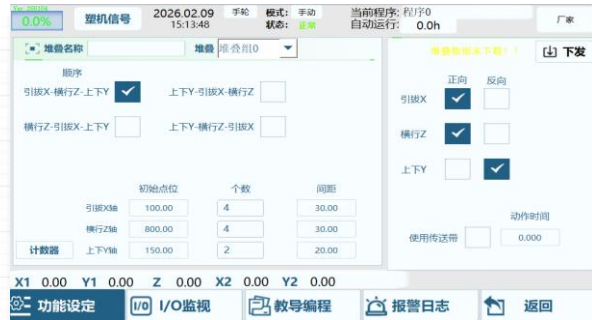 Ver 260106
0.0%
塑机信号
2026.02.09
15:13:48
手轮
模式: 手动
状态: 正常
当前程序: 程序0
自动运行: 0.0h
厂家
堆叠名称
堆叠 堆叠组0
下发
顺序
引拔X-横行Z-上下Y
上下Y-引拔X-横行Z
横行Z-引拔X-上下Y
上下Y-横行Z-引拔X
正向 反向
引拔X
横行Z
上下Y
初始点位 个数 间距
引拔X轴 100.00 4 30.00
横行Z轴 800.00 4 30.00
计数器 上下Y轴 150.00 2 20.00
动作时间
使用传送带 0.000
X1 0.00 Y1 0.00 Z 0.00 X2 0.00 Y2 0.00
功能设定
I/O I/O监视
教导编程
报警日志
返回